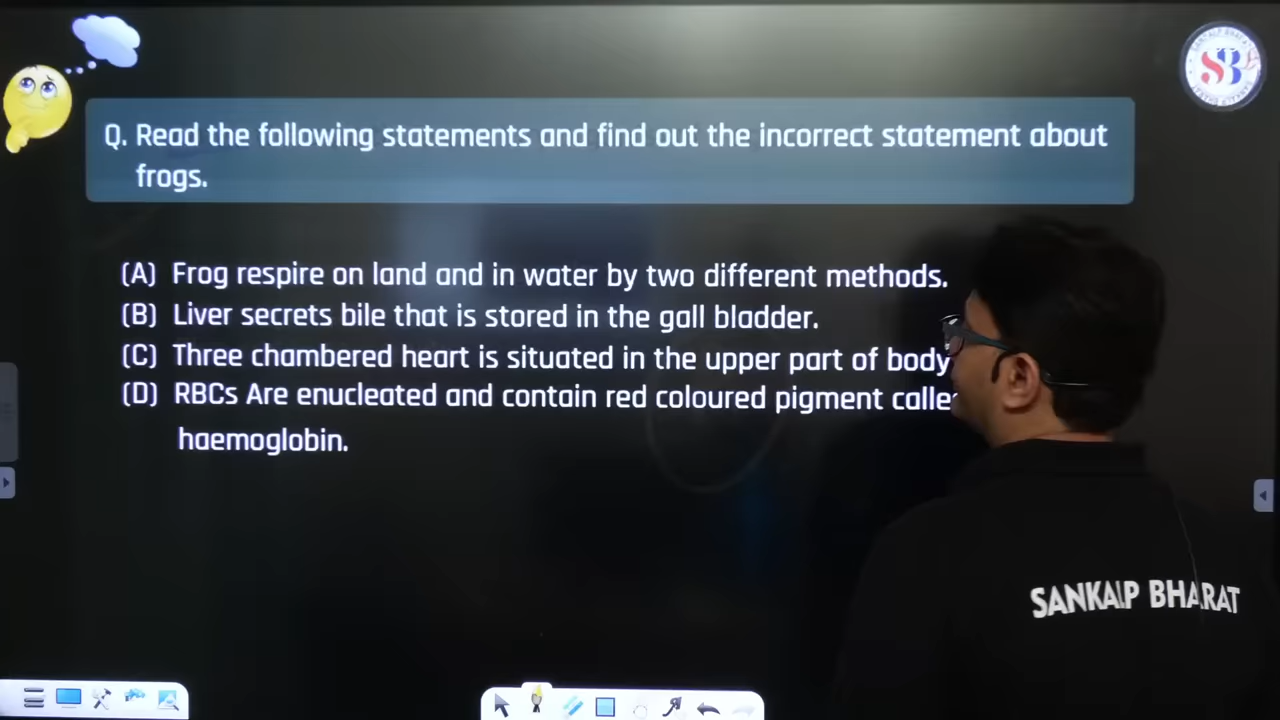 Q. Read the following statements and find out the incorrect statement about
frogs.
(A) Frog respire on land and in water by two different methods.
(B) Liver secrets bile that is stored in the gall bladder.
(C) Three chambered heart is situated in the upper part of body
(D) RBCs Are enucleated and contain red coloured pigment
haemoglobin.
SB
SANKALP BHARAT